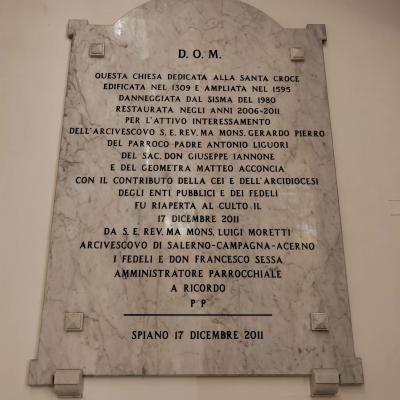 D. O. M.
QUESTA CHIESA DEDICATA ALLA SANTA CROCE
EDIFICATA NEL 1309 E AMPLIATA NEL 1595
DANNEGGIATA DAL SISMA DEL 1980
RESTAURATA NEGLI ANNI 2006-2011
PER L'ATTIVO INTERESSAMENTO
DELL'ARCIVESCOVO S. E. REV. MA MONS. GERARDO PIERRO
DEL PARROCO PADRE ANTONIO LIGUORI
DEL SAC. DON GIUSEPPE IANNONE
E DEL GEOMETRA MATTEO ACCONCIA
CON IL CONTRIBUTO DELLA CEI E DELL'ARCIDIOCESI
DEGLI ENTI PUBBLICI E DEI FEDELI
FU RIAPERTA AL CULTO IL
17 DICEMBRE 2011
DA S. E. REV. MA MONS. LUIGI MORETTI
ARCIVESCOVO DI SALERNO-CAMPAGNA-ACERNO
I FEDELI E DON FRANCESCO SESSA
AMMINISTRATORE PARROCCHIALE
A RICORDO
P P
SPIANO 17 DICEMBRE 2011